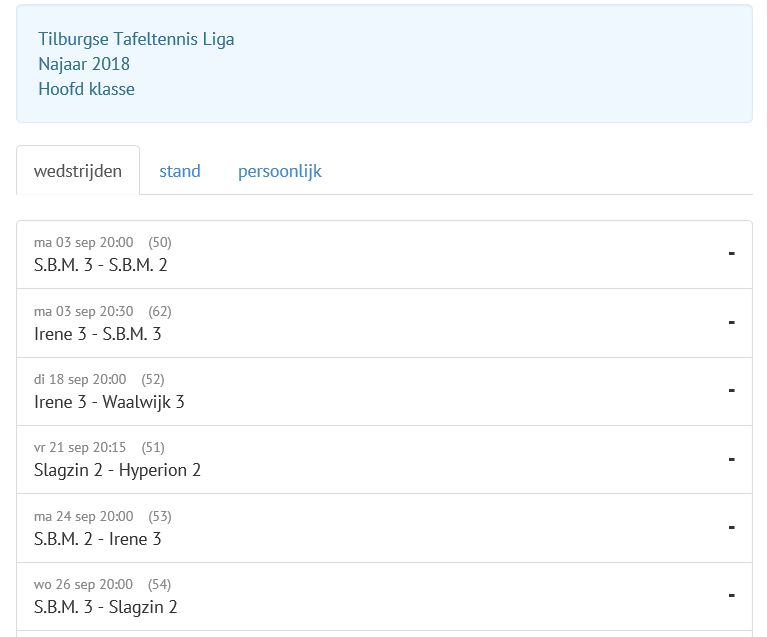 Tilburgse Tafeltennis Liga
Najaar 2018
Hoofd klasse
wedstrijden stand persoonlijk
ma 03 sep 20:00 (50)
S.B.M. 3 - S.B.M. 2 -
ma 03 sep 20:30 (62)
Irene 3 - S.B.M. 3 -
di 18 sep 20:00 (52)
Irene 3 - Waalwijk 3 -
vr 21 sep 20:15 (51)
Slagzin 2 - Hyperion 2 -
ma 24 sep 20:00 (53)
S.B.M. 2 - Irene 3 -
wo 26 sep 20:00 (54)
S.B.M. 3 - Slagzin 2 -